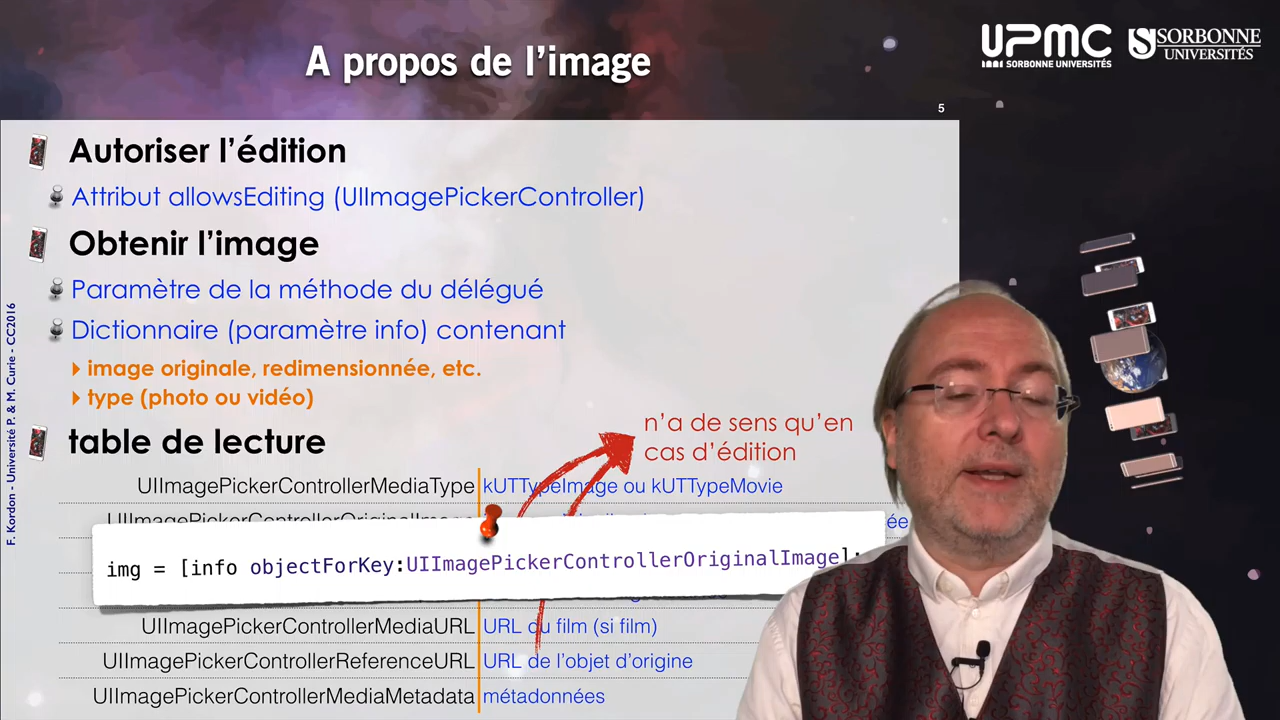 A propos de l'image
UPMC
SORBONNE UNIVERSITÉS
SORBONNE
UNIVERSITÉS
5
Autoriser l'édition
Attribut allowsEditing (UIImagePickerController)
Obtenir l'image
Paramètre de la méthode du délégué
Dictionnaire (paramètre info) contenant
image originale, redimensionnée, etc.
type (photo ou vidéo)
table de lecture
n'a de sens qu'en
cas d'édition
UIImagePickerControllerMediaType kUTTypeImage ou kUTTypeMovie
UIImagePickerControllerOriginalImage
img = [info objectForKey:UIImagePickerControllerOriginalImage];
UIImagePickerControllerMediaURL URL du film (si film)
UIImagePickerControllerReferenceURL URL de l'objet d'origine
UIImagePickerControllerMediaMetadata métadonnées
F. Kordon - Université P. & M. Curie - CC2016